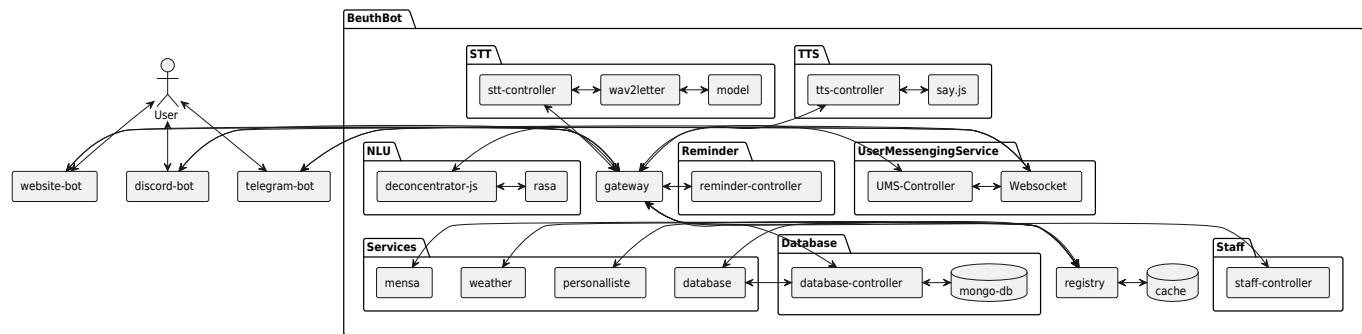 BeuthBot
STT
TTS
stt-controller
wav2letter
model
tts-controller
say.js
User
NLU
Reminder
UserMessengingService
website-bot
discord-bot
telegram-bot
deconcentrator-js
rasa
gateway
reminder-controller
UMS-Controller
Websocket
Services
Database
Staff
mensa
weather
personalliste
database
database-controller
mongo-db
registry
cache
staff-controller